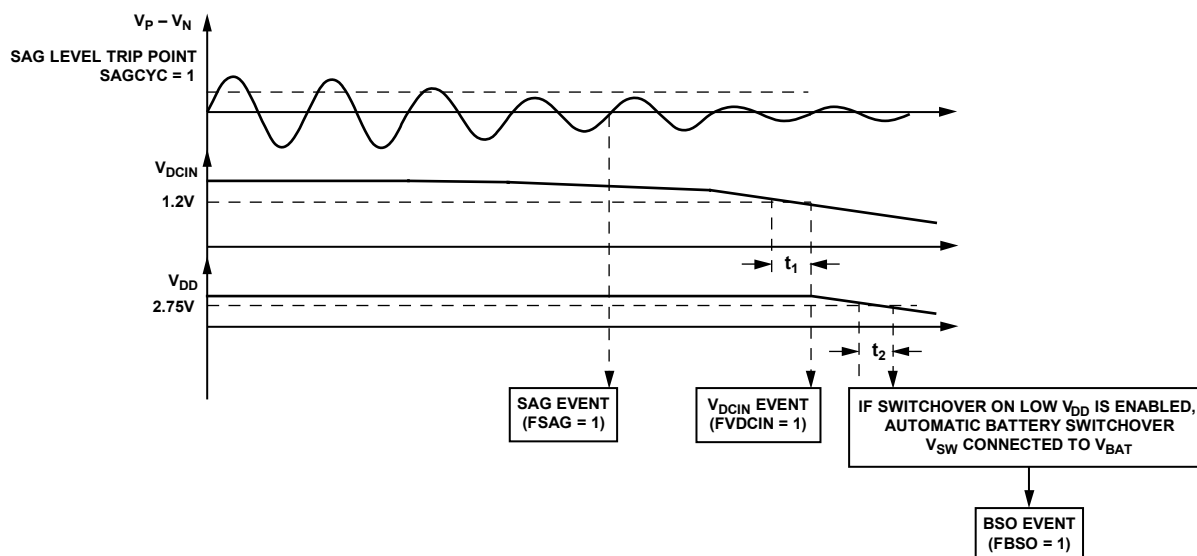 V_P – V_N
SAG LEVEL TRIP POINT
SAGCYC = 1
V_DCIN
1.2V
t_1
V_DD
2.75V
t_2
SAG EVENT
(FSAG = 1)
V_DCIN EVENT
(FVDCIN = 1)
IF SWITCHOVER ON LOW V_DD IS ENABLED,
AUTOMATIC BATTERY SWITCHOVER
V_SW CONNECTED TO V_BAT
BSO EVENT
(FBSO = 1)